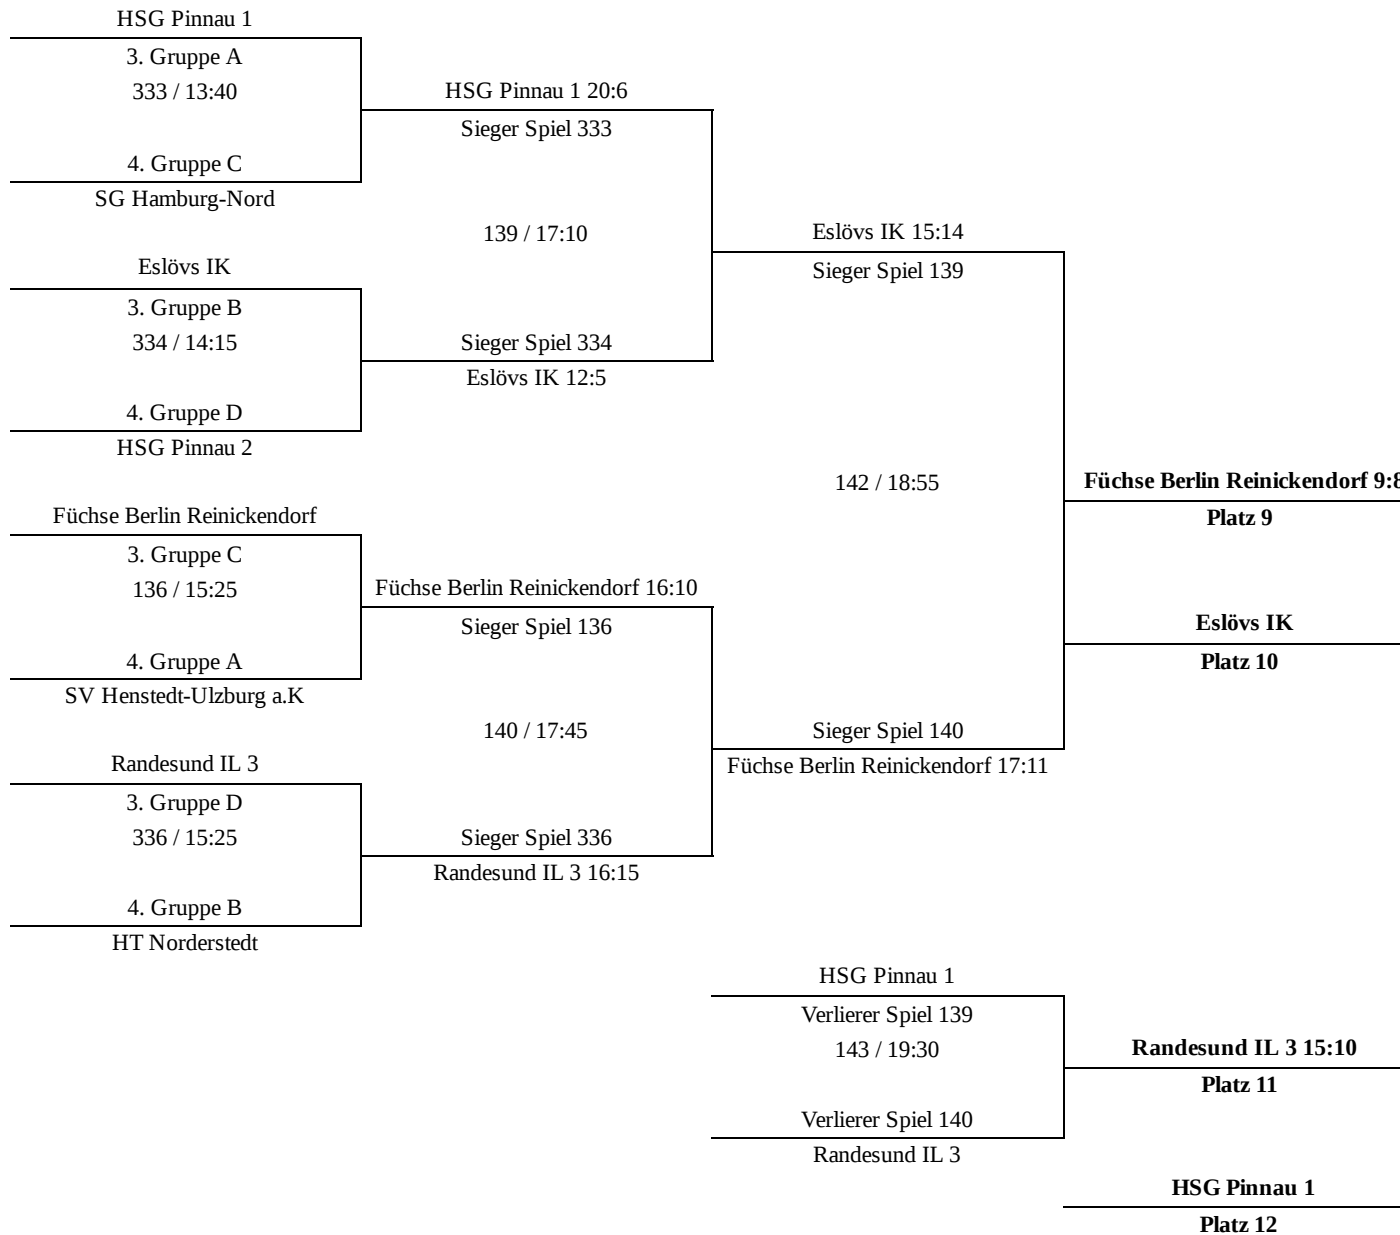 HSG Pinnau 1
3. Gruppe A
333 / 13:40
HSG Pinnau 1 20:6
Sieger Spiel 333
4. Gruppe C
SG Hamburg-Nord
139 / 17:10
Eslövs IK 15:14
Sieger Spiel 139
Eslövs IK
3. Gruppe B
334 / 14:15
Sieger Spiel 334
Eslövs IK 12:5
4. Gruppe D
HSG Pinnau 2
142 / 18:55
Füchse Berlin Reinickendorf 9:8
Platz 9
Füchse Berlin Reinickendorf
3. Gruppe C
136 / 15:25
Füchse Berlin Reinickendorf 16:10
Sieger Spiel 136
Eslövs IK
Platz 10
4. Gruppe A
SV Henstedt-Ulzburg a.K
140 / 17:45
Sieger Spiel 140
Füchse Berlin Reinickendorf 17:11
Randesund IL 3
3. Gruppe D
336 / 15:25
Sieger Spiel 336
Randesund IL 3 16:15
4. Gruppe B
HT Norderstedt
HSG Pinnau 1
Verlierer Spiel 139
143 / 19:30
Randesund IL 3 15:10
Platz 11
Verlierer Spiel 140
Randesund IL 3
HSG Pinnau 1
Platz 12